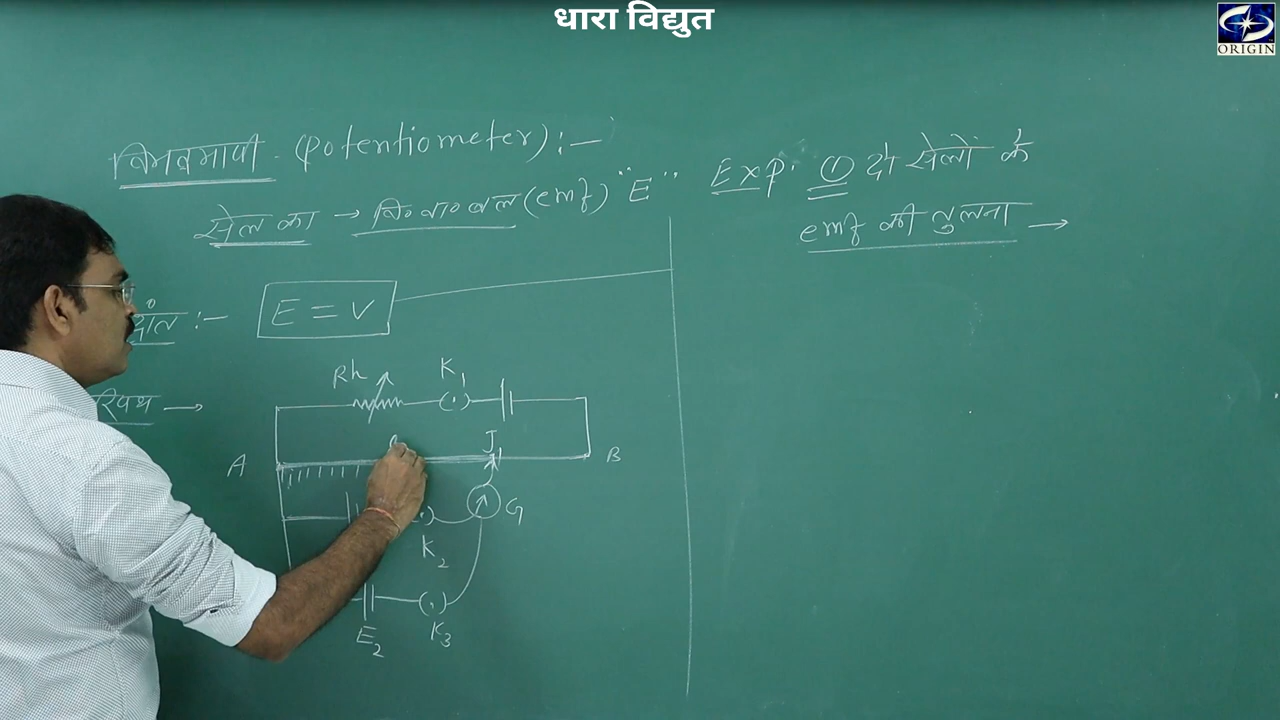 धारा विद्युत
ORIGIN
विभवमापी (Potentiometer) :-
सेल का → वि० वा० बल (emf) "E"
E = V
Rh K₁
A J B
G
K₂
E₂ K₃
Exp. ① दो सेलों के
emf की तुलना →